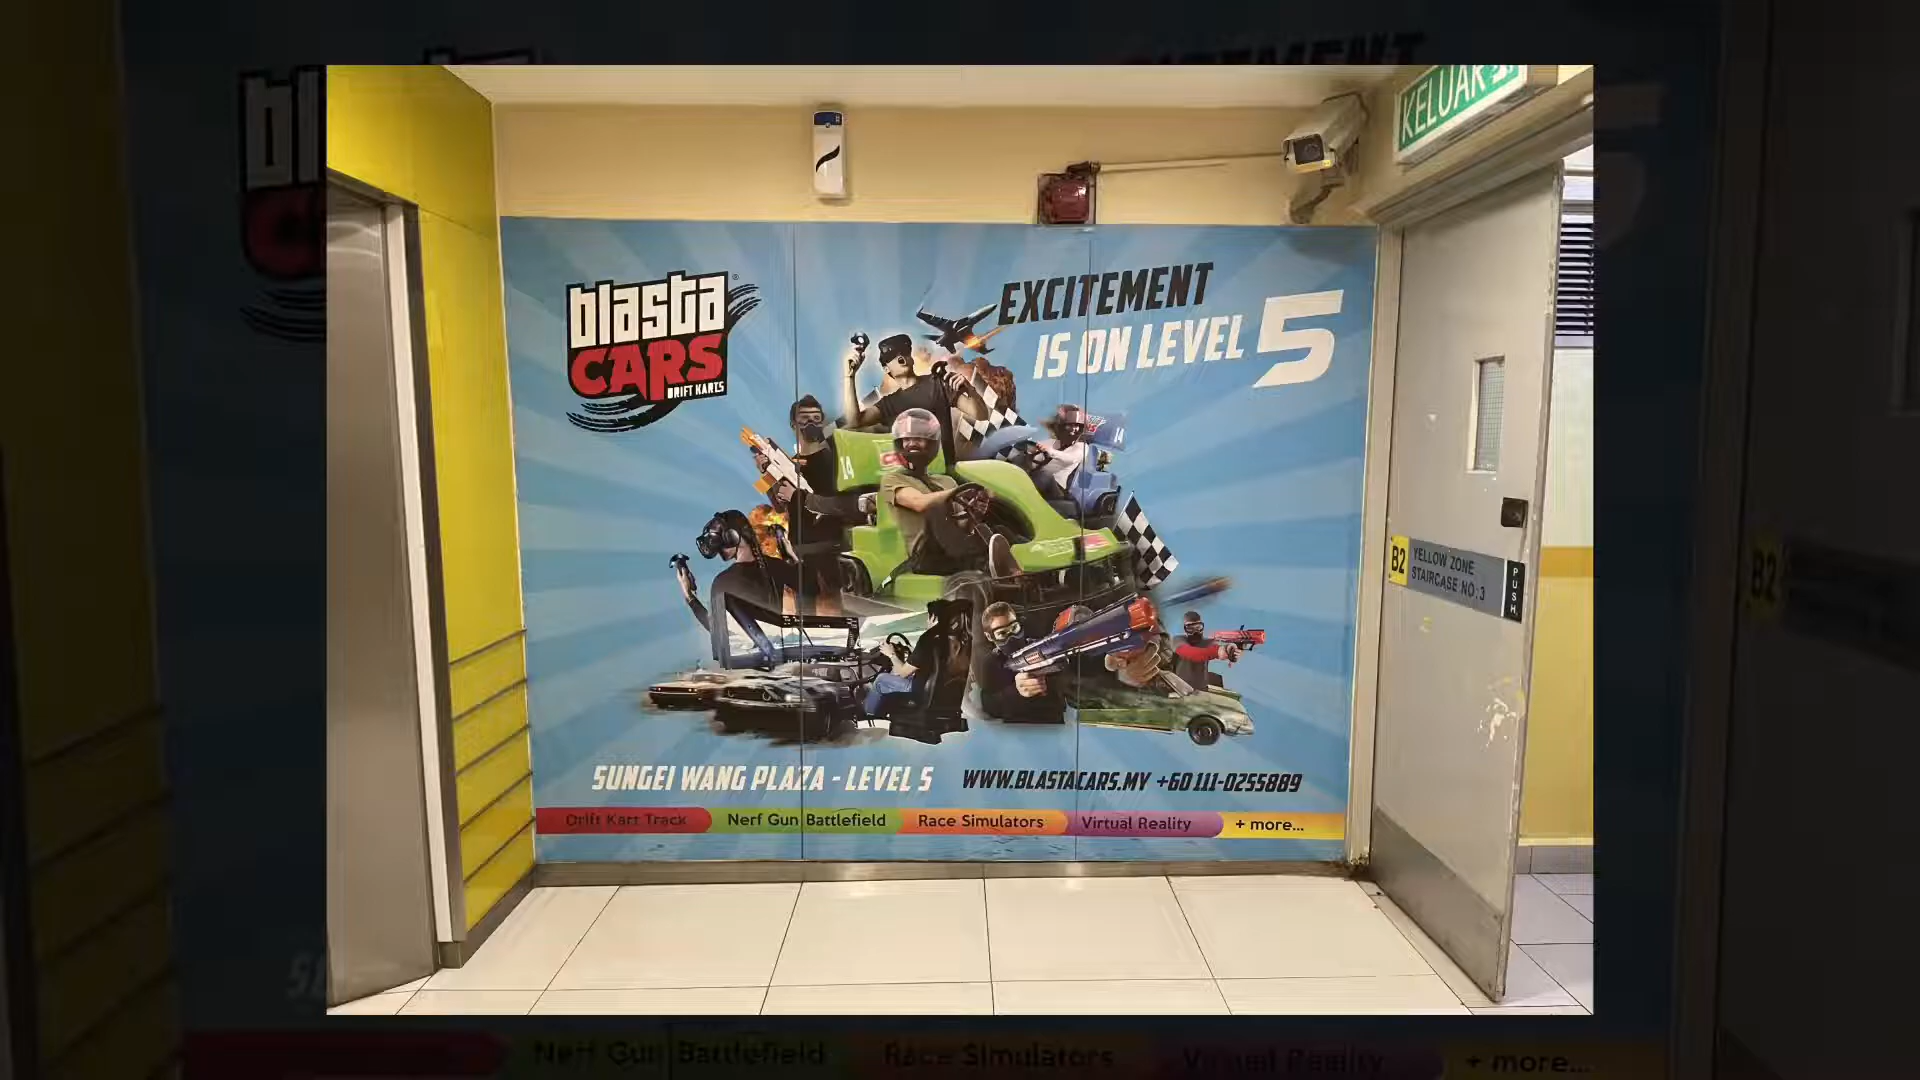 KELUAR
blasta
CARS
DRIFT KARTS
EXCITEMENT
IS ON LEVEL 5
14
14
B2
YELLOW ZONE
STAIRCASE NO:3
PUSH
SUNGEI WANG PLAZA - LEVEL 5
WWW.BLASTACARS.MY +60 111-0255889
Drift Kart Track
Nerf Gun Battlefield
Race Simulators
Virtual Reality
+ more...